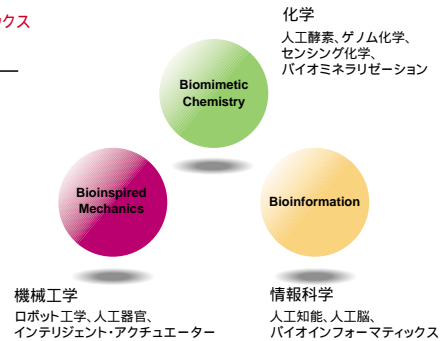 ックス
化学
人工酵素、ゲノム化学、
センシング化学、
バイオミネラリゼーション
Biomimetic
Chemistry
Bioinspired
Mechanics
Bioinformation
機械工学
ロボット工学、人工器官、
インテリジェント・アクチュエーター
情報科学
人工知能、人工脳、
バイオインフォーマティックス